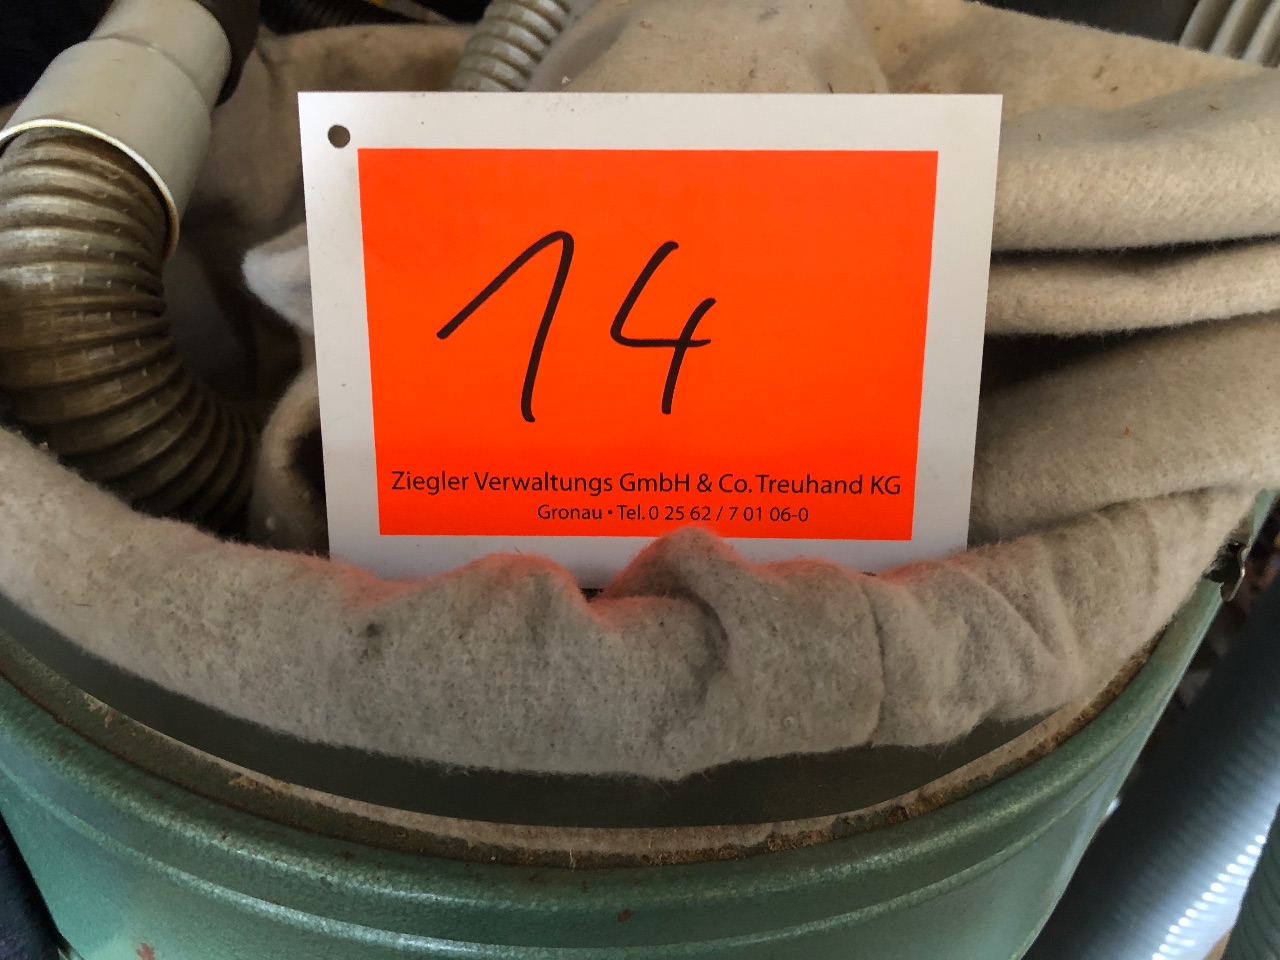 14
Ziegler Verwaltungs GmbH & Co. Treuhand KG
Gronau • Tel. 0 25 62 / 7 01 06-0